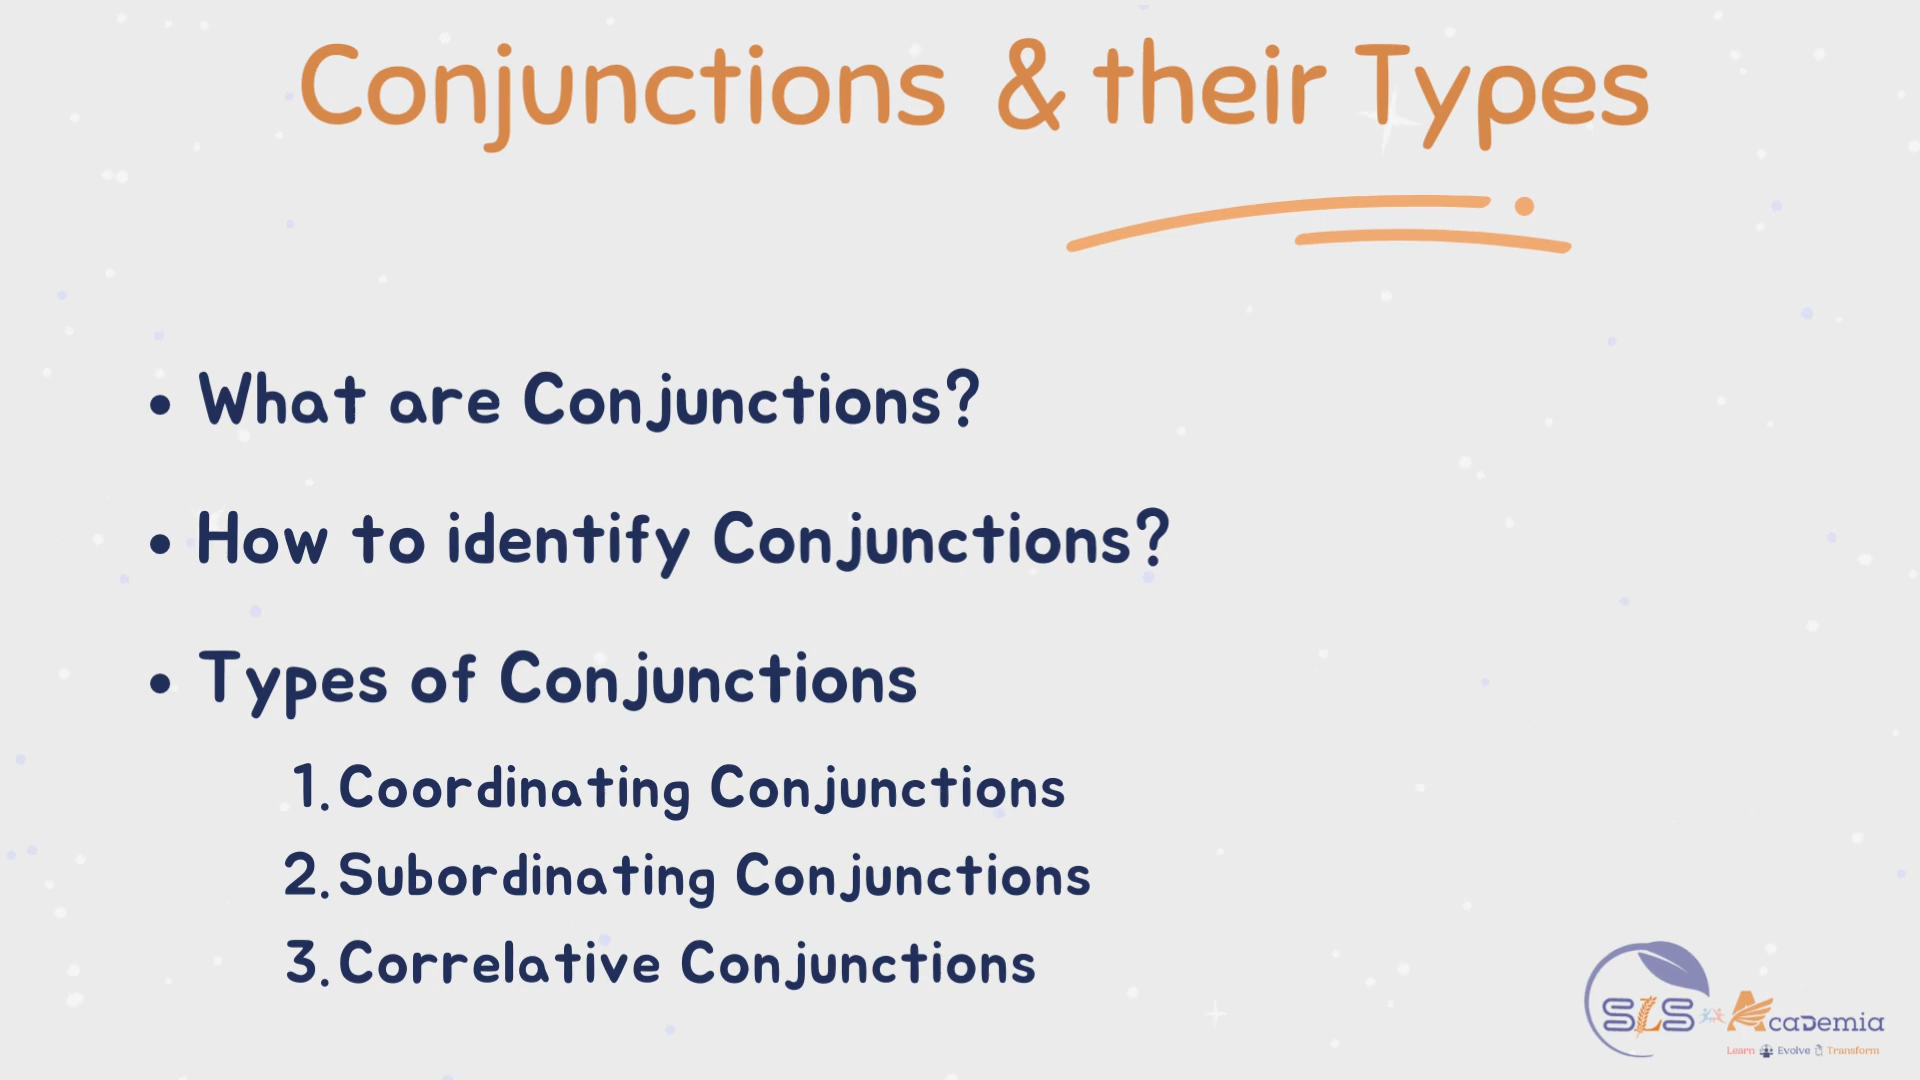 Conjunctions & their Types
• What are Conjunctions?
• How to identify Conjunctions?
• Types of Conjunctions
1. Coordinating Conjunctions
2. Subordinating Conjunctions
3. Correlative Conjunctions
SLS AcaDemia
Learn Evolve Transform